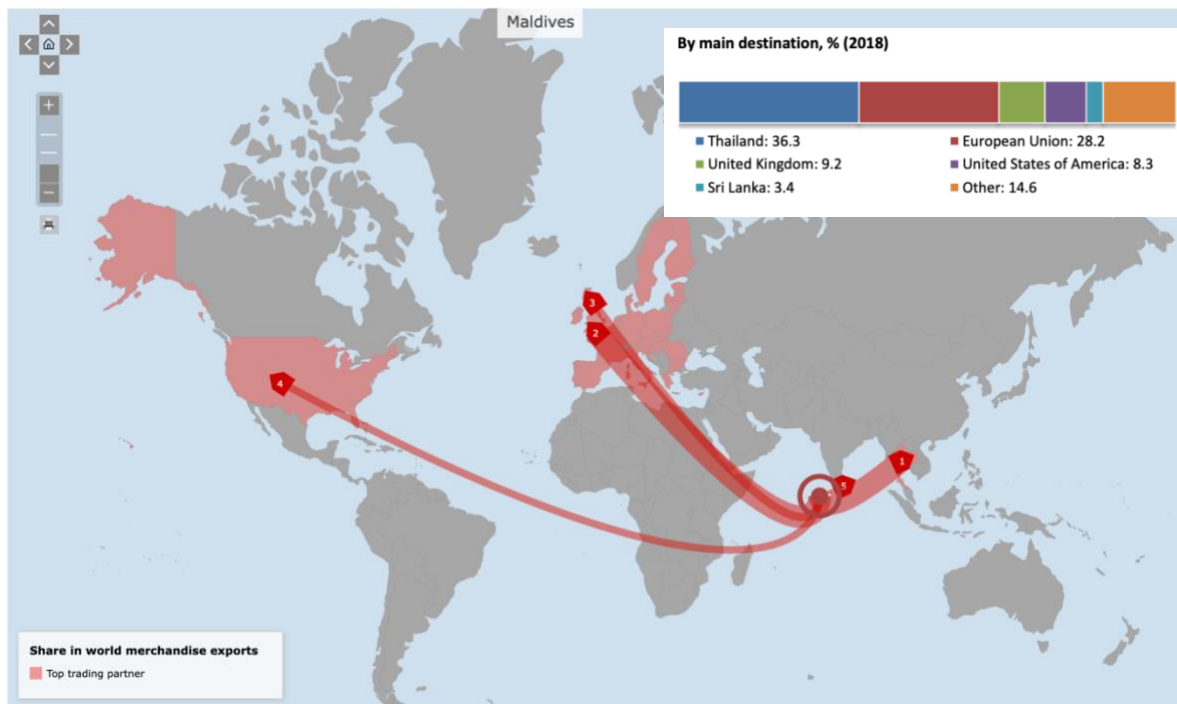 Maldives
By main destination, % (2018)
Thailand: 36.3
European Union: 28.2
United Kingdom: 9.2
United States of America: 8.3
Sri Lanka: 3.4
Other: 14.6
3
2
4
1
5
Share in world merchandise exports
Top trading partner